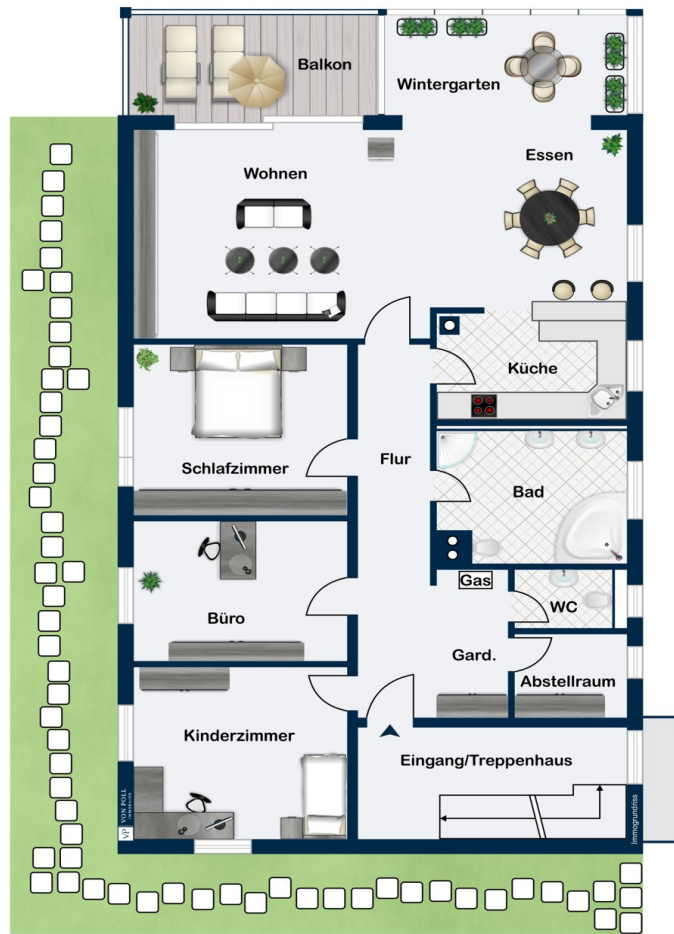 Balkon
Wintergarten
Wohnen
Essen
Küche
Schlafzimmer
Flur
Bad
Gas
WC
Büro
Gard.
Abstellraum
Kinderzimmer
Eingang/Treppenhaus
VP VON POLL
IMMOBILIEN
Immogrundriss